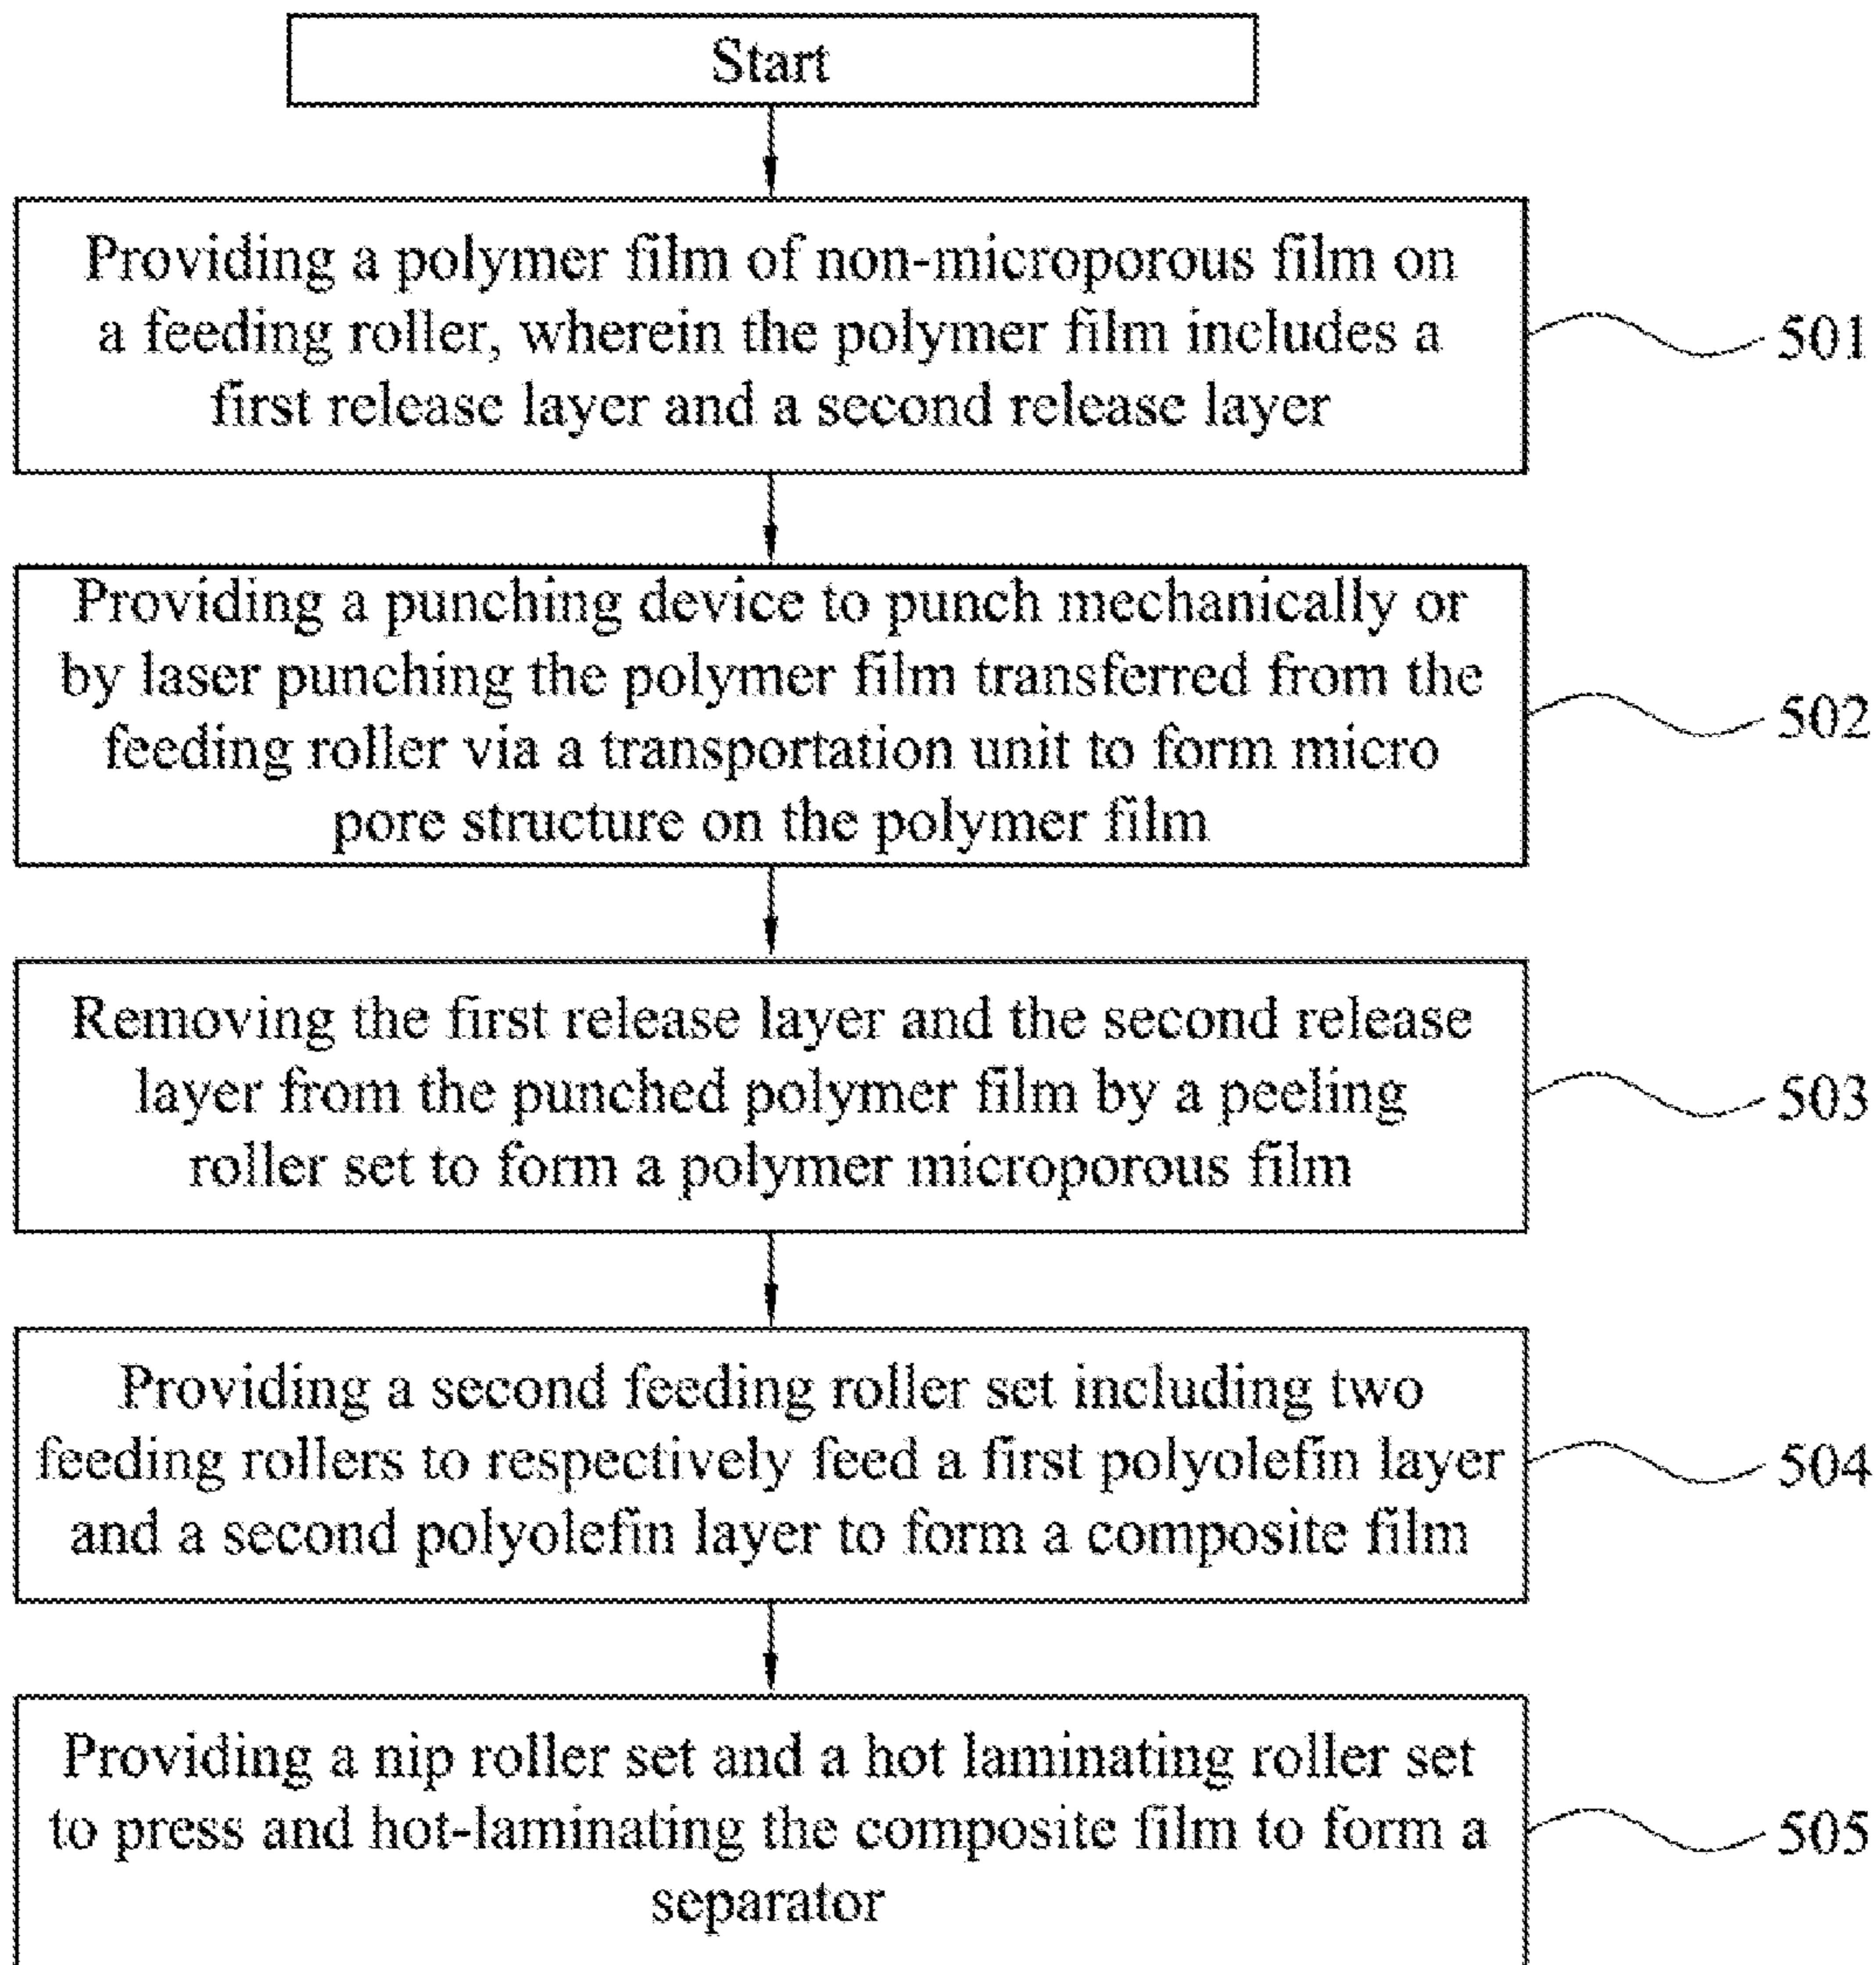 Start
Providing a polymer film of non-microporous film on
a feeding roller, wherein the polymer film includes a
first release layer and a second release layer
501
Providing a punching device to punch mechanically or
by laser punching the polymer film transferred from the
feeding roller via a transportation unit to form micro
pore structure on the polymer film
502
Removing the first release layer and the second release
layer from the punched polymer film by a peeling
roller set to form a polymer microporous film
503
Providing a second feeding roller set including two
feeding rollers to respectively feed a first polyolefin layer
and a second polyolefin layer to form a composite film
504
Providing a nip roller set and a hot laminating roller set
to press and hot-laminating the composite film to form a
separator
505